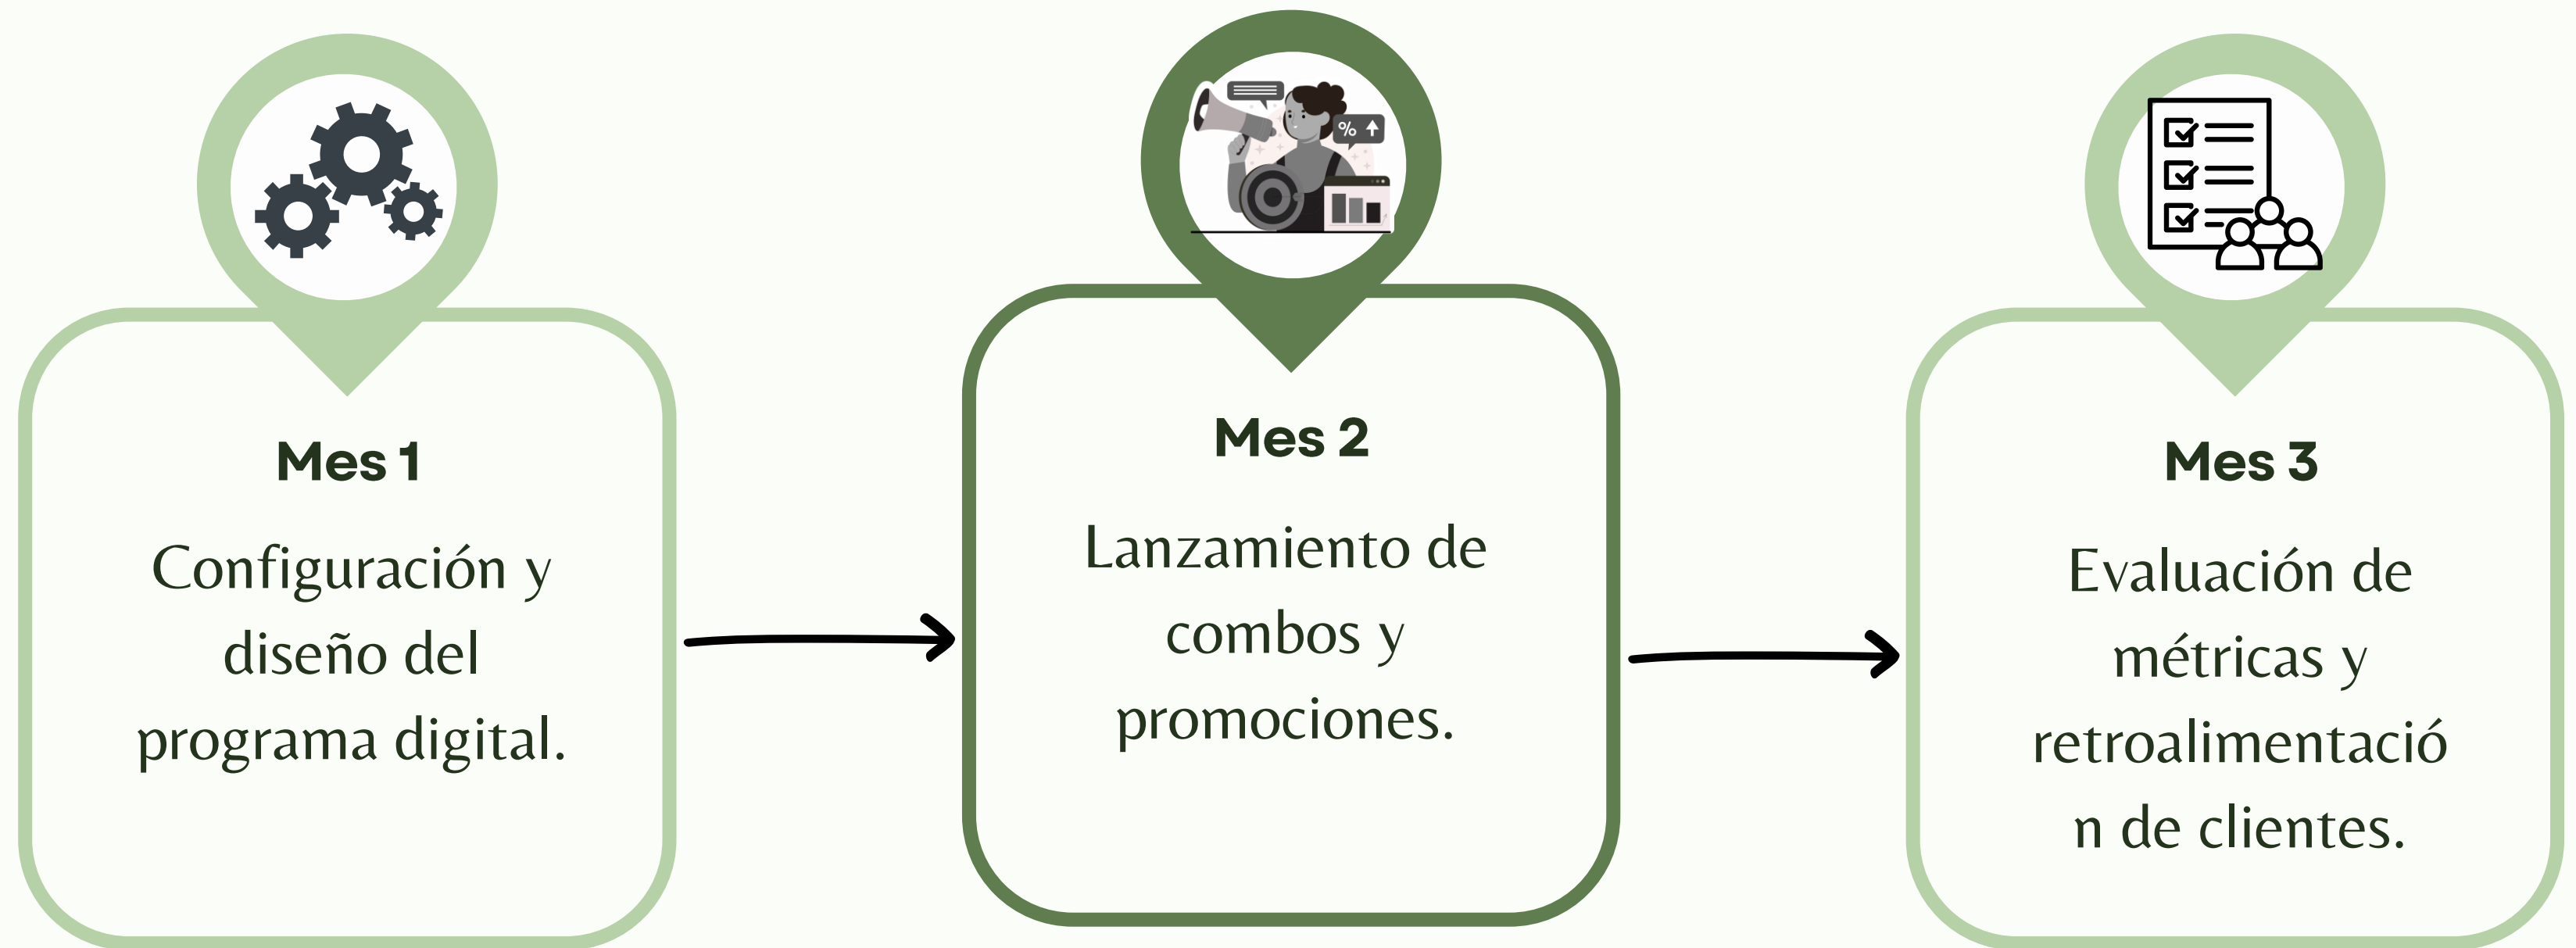 Mes 1
Configuración y
diseño del
programa digital.
%
Mes 2
Lanzamiento de
combos y
promociones.
Mes 3
Evaluación de
métricas y
retroalimentació
n de clientes.